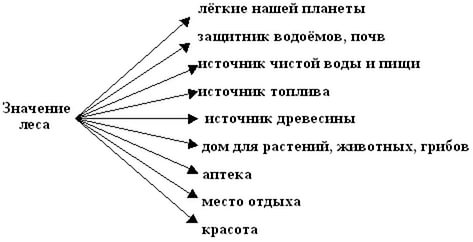 лёгкие нашей планеты
защитник водоёмов, почв
источник чистой воды и пищи
источник топлива
Значение
леса
источник древесины
дом для растений, животных, грибов
аптека
место отдыха
красота